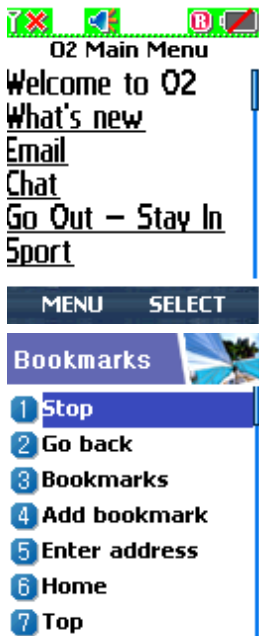 R
O2 Main Menu
Welcome to O2
What's new
Email
Chat
Go Out – Stay In
Sport
MENU SELECT
Bookmarks
1 Stop
2 Go back
3 Bookmarks
4 Add bookmark
5 Enter address
6 Home
7 Top